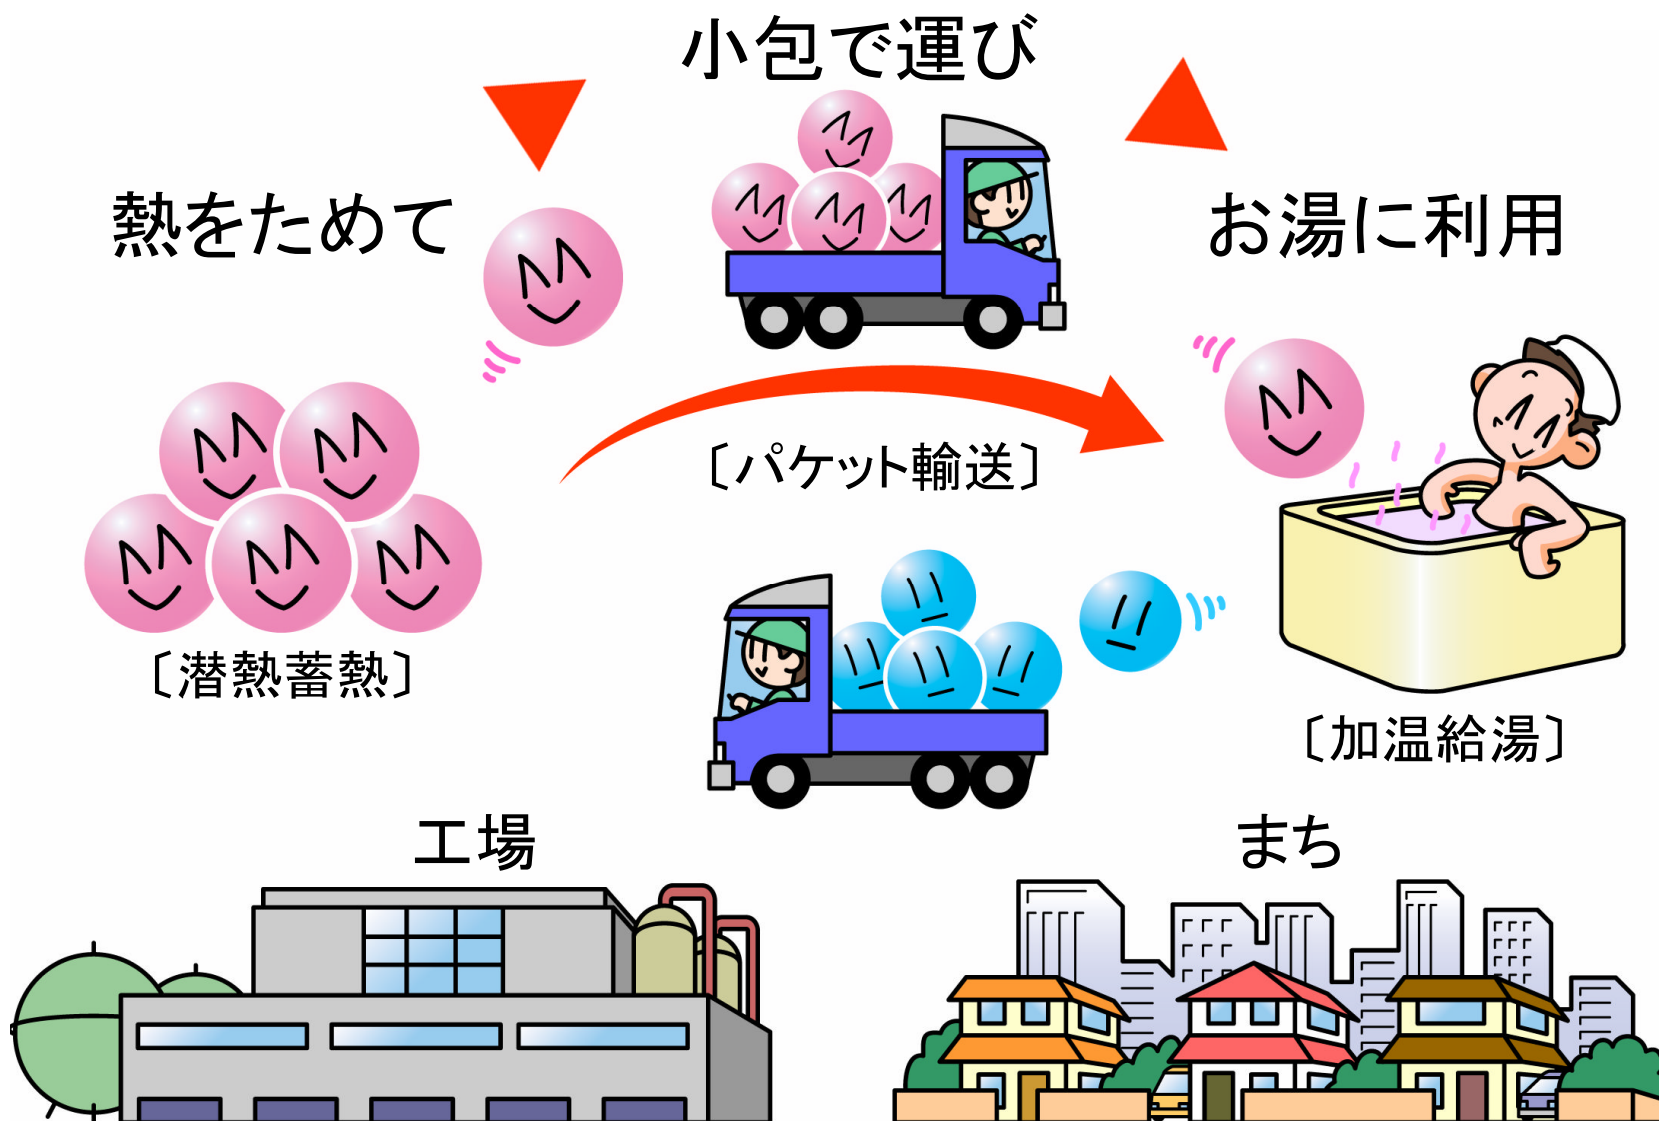 小包で運び
熱をためて
お湯に利用
〔パケット輸送〕
〔潜熱蓄熱〕
〔加温給湯〕
工場
まち